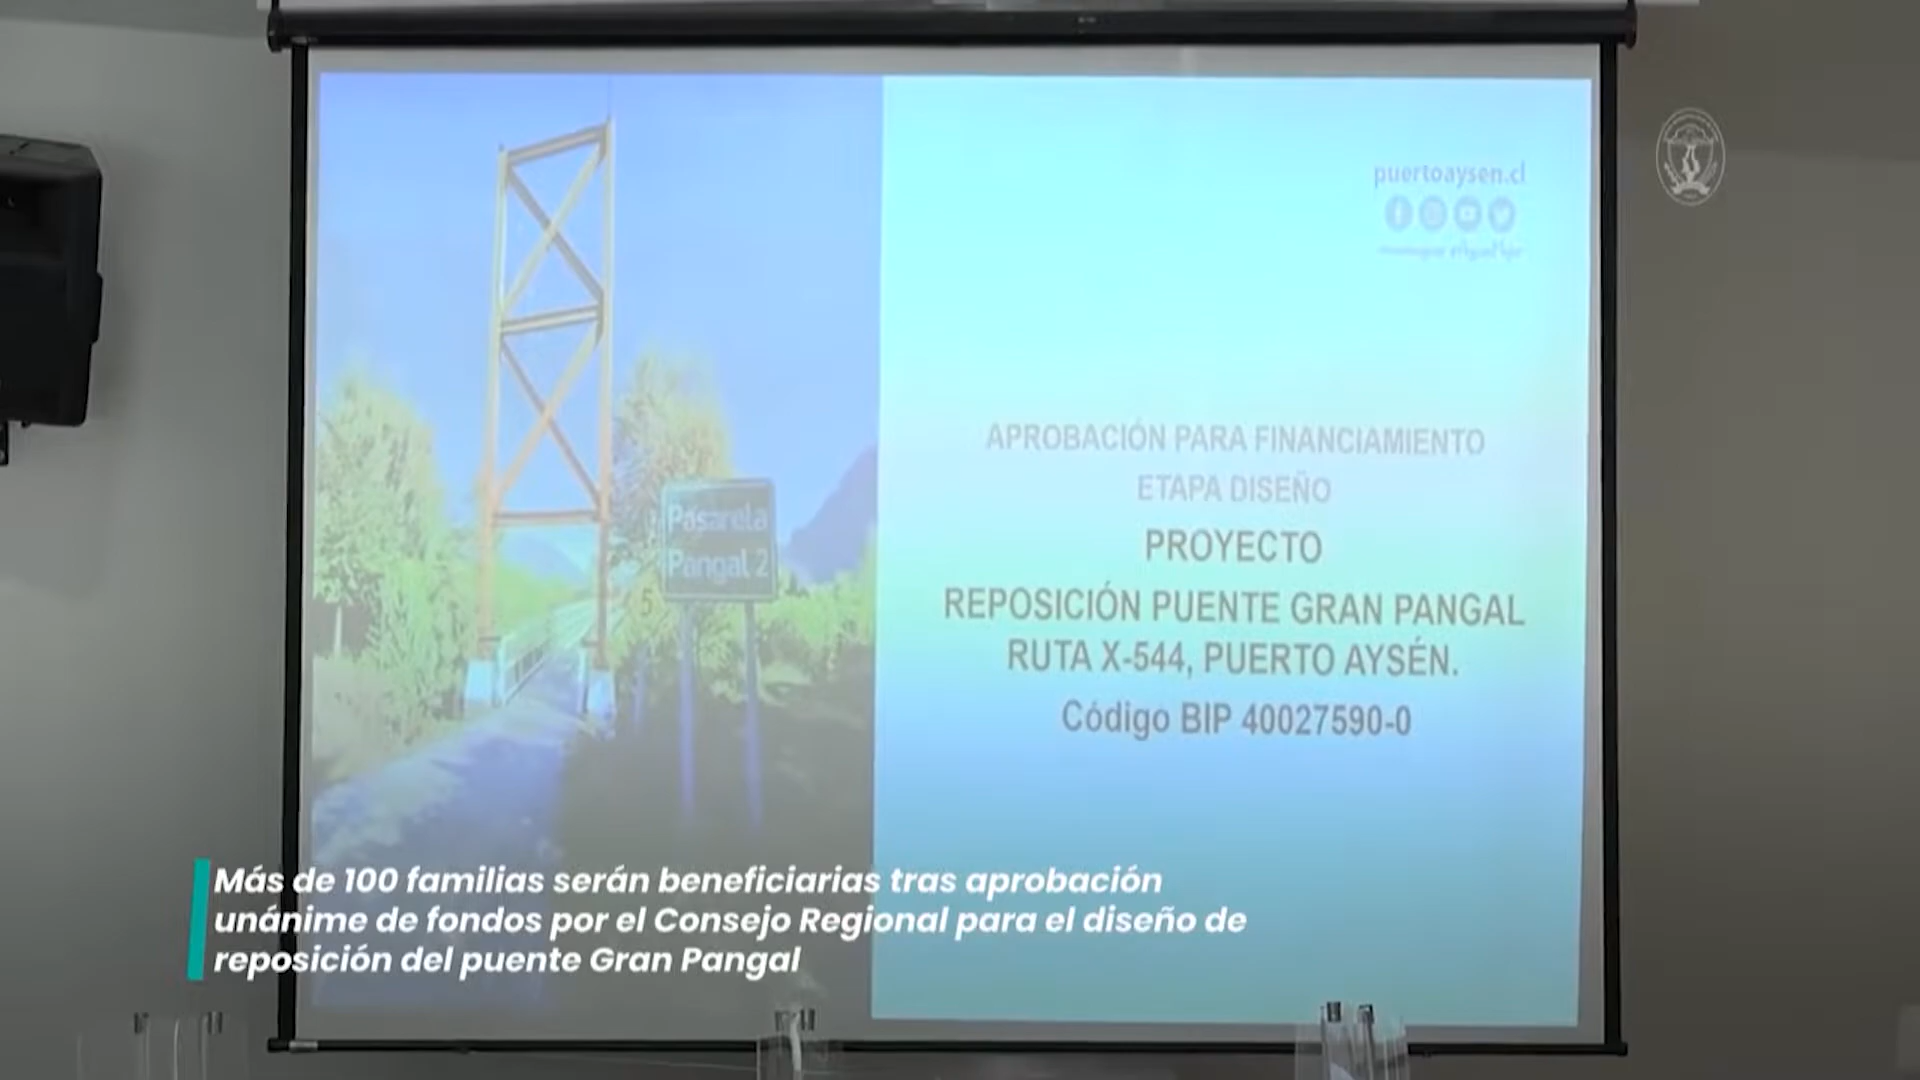 puertoaysen.cl
Pasarela
Pangal 2
5
APROBACIÓN PARA FINANCIAMIENTO
ETAPA DISEÑO
PROYECTO
REPOSICIÓN PUENTE GRAN PANGAL
RUTA X-544, PUERTO AYSÉN.
Código BIP 40027590-0
Más de 100 familias serán beneficiarias tras aprobación
unánime de fondos por el Consejo Regional para el diseño de
reposición del puente Gran Pangal